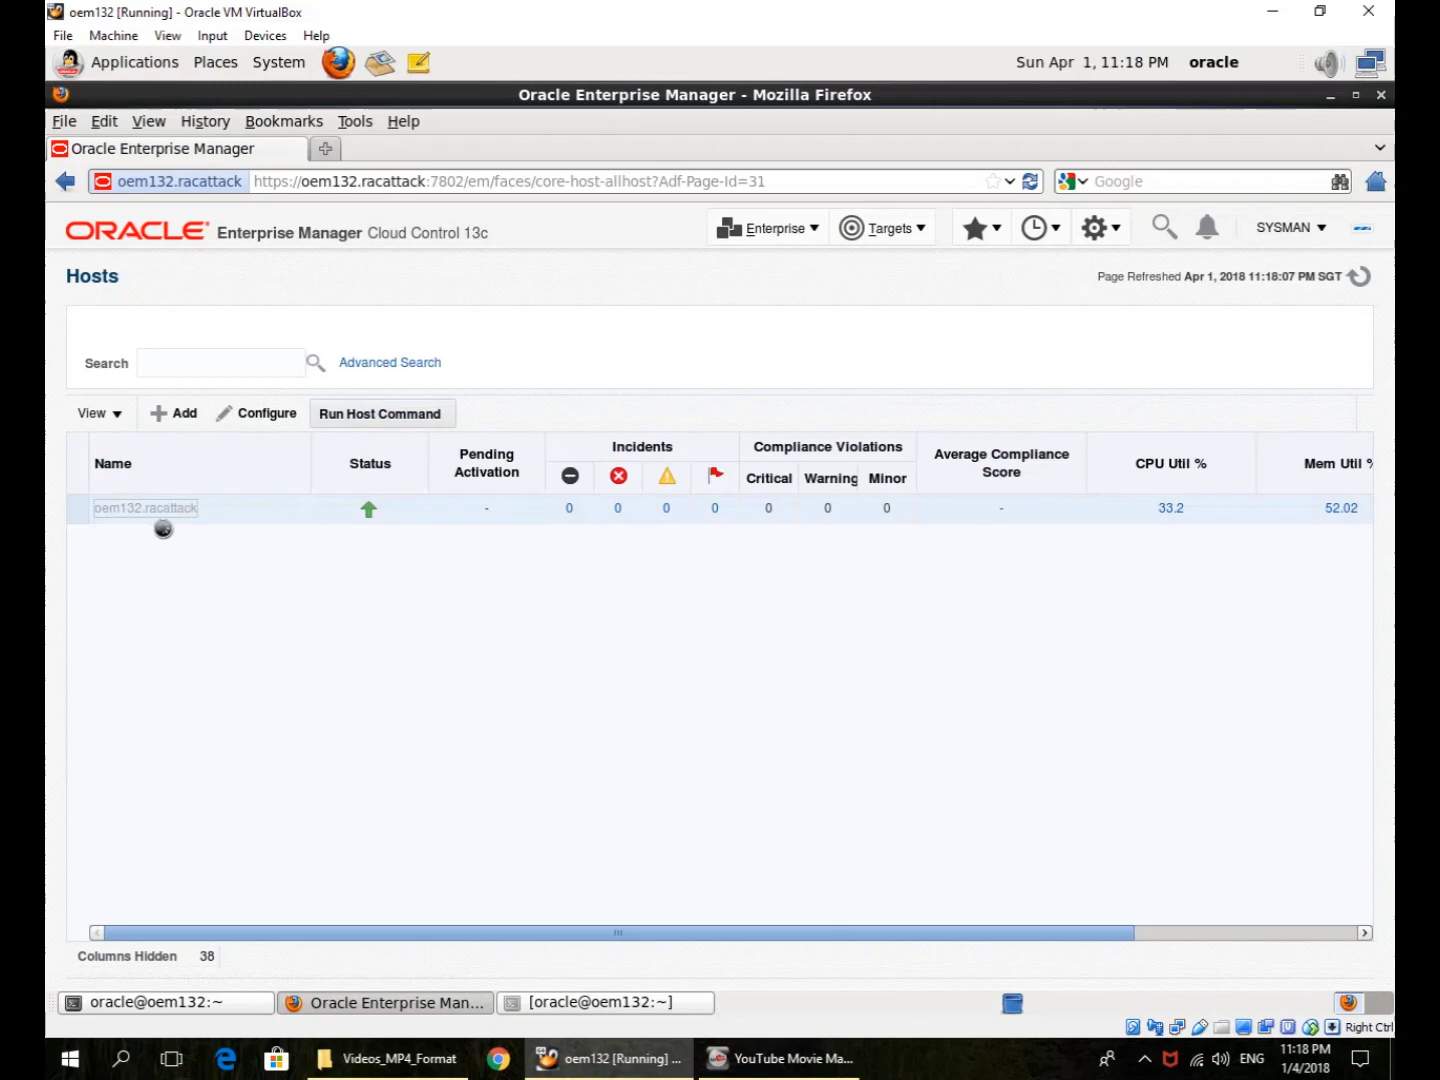 oem132 [Running] - Oracle VM VirtualBox
File Machine View Input Devices Help
Applications Places System Sun Apr 1, 11:18 PM oracle
Oracle Enterprise Manager - Mozilla Firefox
File Edit View History Bookmarks Tools Help
Oracle Enterprise Manager
oem132.racattack https://oem132.racattack:7802/em/faces/core-host-allhost?Adf-Page-Id=31 Google
ORACLE Enterprise Manager Cloud Control 13c Enterprise Targets SYSMAN
Hosts Page Refreshed Apr 1, 2018 11:18:07 PM SGT
Search Advanced Search
View Add Configure Run Host Command
Name Status Pending Activation Incidents Compliance Violations Average Compliance Score CPU Util % Mem Util %
Critical Warning Minor
oem132.racattack - 0 0 0 0 0 0 0 - 33.2 52.02
Columns Hidden 38
oracle@oem132:~ Oracle Enterprise Man... [oracle@oem132:~]
Right Ctrl
Videos_MP4_Format oem132 [Running] ... YouTube Movie Ma... ENG 11:18 PM
1/4/2018